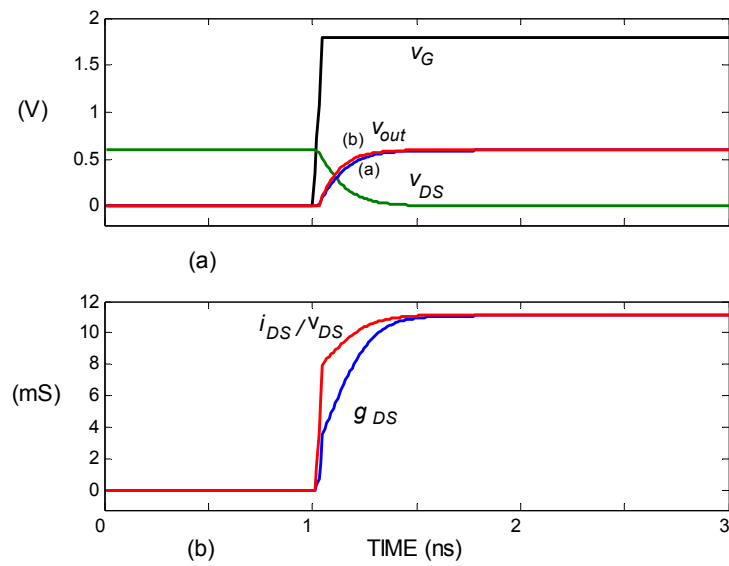 2
v_G
1.5
(V)
1
(b) v_out
0.5
(a)
v_DS
0
(a)
12
10
i_DS / v_DS
8
(mS)
6
g_DS
4
2
0
0 1 2 3
(b) TIME (ns)